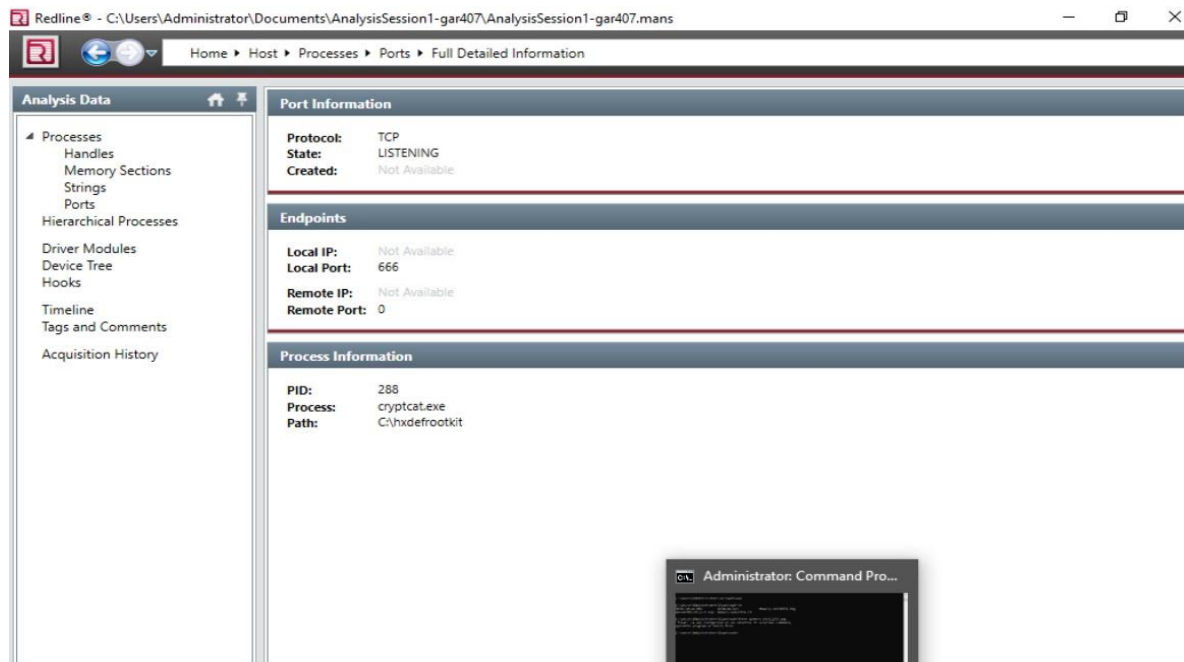 Redline® - C:\Users\Administrator\Documents\AnalysisSession1-gar407\AnalysisSession1-gar407.mans
Home ▸ Host ▸ Processes ▸ Ports ▸ Full Detailed Information
Analysis Data
Processes
Handles
Memory Sections
Strings
Ports
Hierarchical Processes
Driver Modules
Device Tree
Hooks
Timeline
Tags and Comments
Acquisition History
Port Information
Protocol: TCP
State: LISTENING
Created: Not Available
Endpoints
Local IP: Not Available
Local Port: 666
Remote IP: Not Available
Remote Port: 0
Process Information
PID: 288
Process: cryptcat.exe
Path: C:\hxdefrootkit
Administrator: Command Pro...